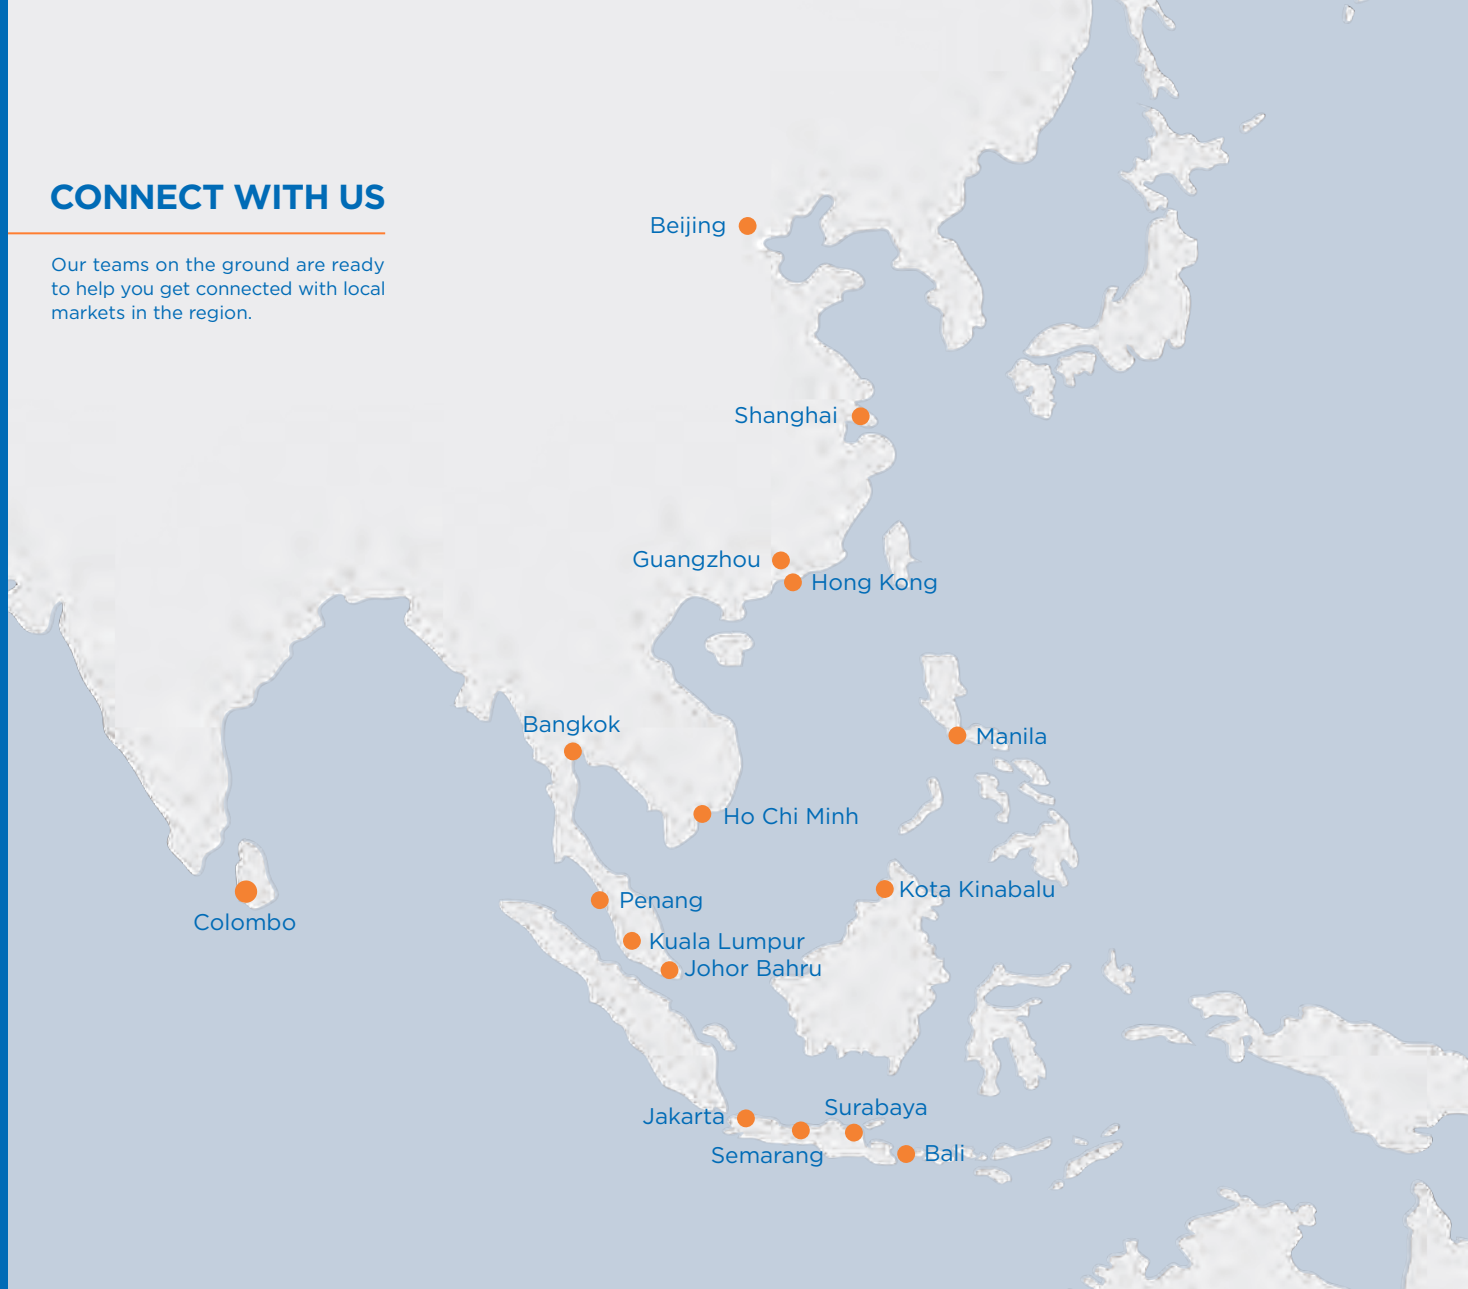 CONNECT WITH US
Our teams on the ground are ready
to help you get connected with local
markets in the region.
Beijing
Shanghai
Guangzhou
Hong Kong
Bangkok
Manila
Ho Chi Minh
Kota Kinabalu
Penang
Colombo
Kuala Lumpur
Johor Bahru
Surabaya
Jakarta
Semarang
Bali